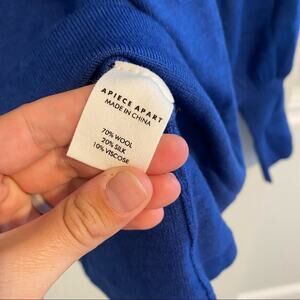 APIECE APART
MADE IN CHINA
70% WOOL
20% SILK
10% VISCOSE